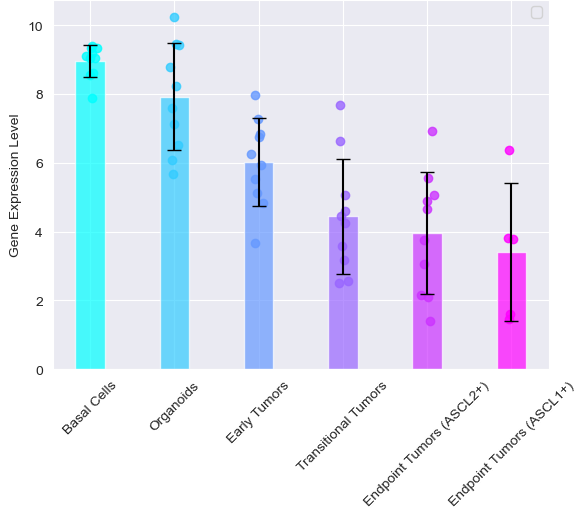 10
8
6
4
2
0
Gene Expression Level
Basal Cells
Organoids
Early Tumors
Transitional Tumors
Endpoint Tumors (ASCL2+)
Endpoint Tumors (ASCL1+)